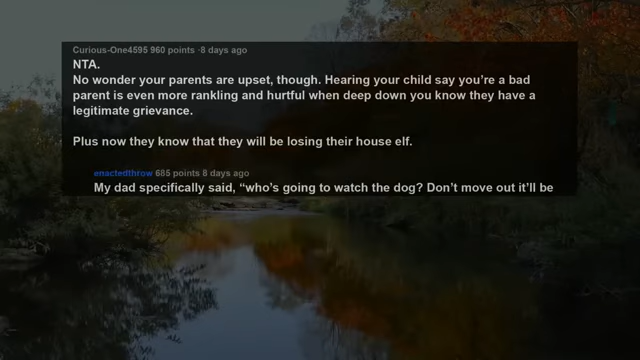 Curious-One4595 960 points ·8 days ago
NTA.
No wonder your parents are upset, though. Hearing your child say you’re a bad
parent is even more rankling and hurtful when deep down you know they have a
legitimate grievance.
Plus now they know that they will be losing their house elf.
enactedthrow 685 points 8 days ago
My dad specifically said, “who’s going to watch the dog? Don’t move out it’ll be